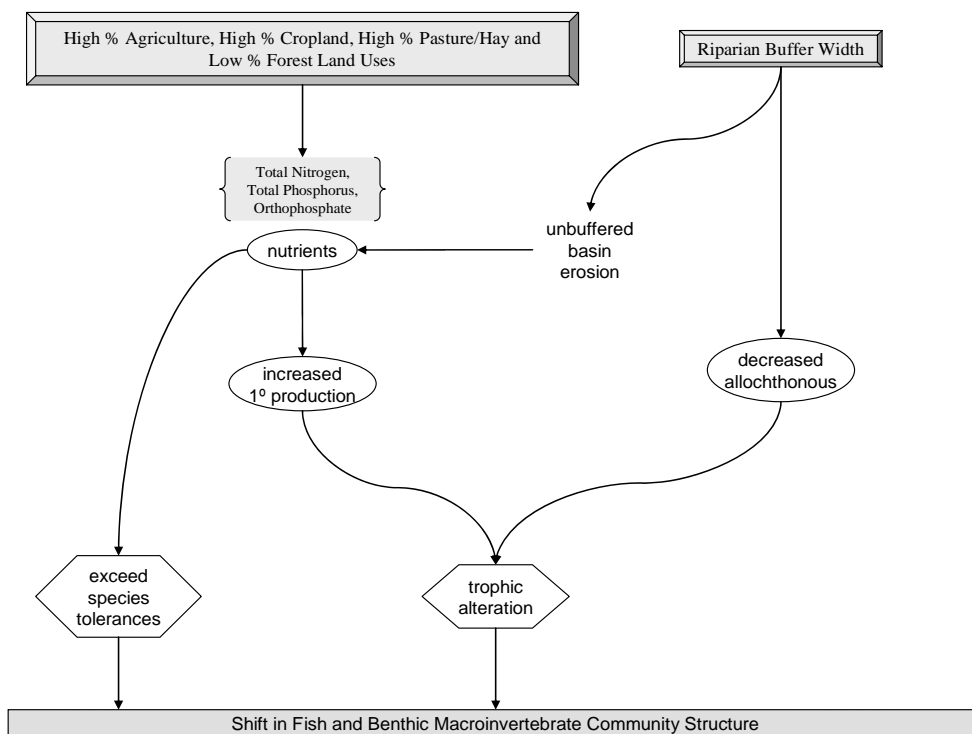 High % Agriculture, High % Cropland, High % Pasture/Hay and
Low % Forest Land Uses
Riparian Buffer Width
Total Nitrogen,
Total Phosphorus,
Orthophosphate
nutrients
unbuffered
basin
erosion
increased
1º production
decreased
allochthonous
exceed
species
tolerances
trophic
alteration
Shift in Fish and Benthic Macroinvertebrate Community Structure